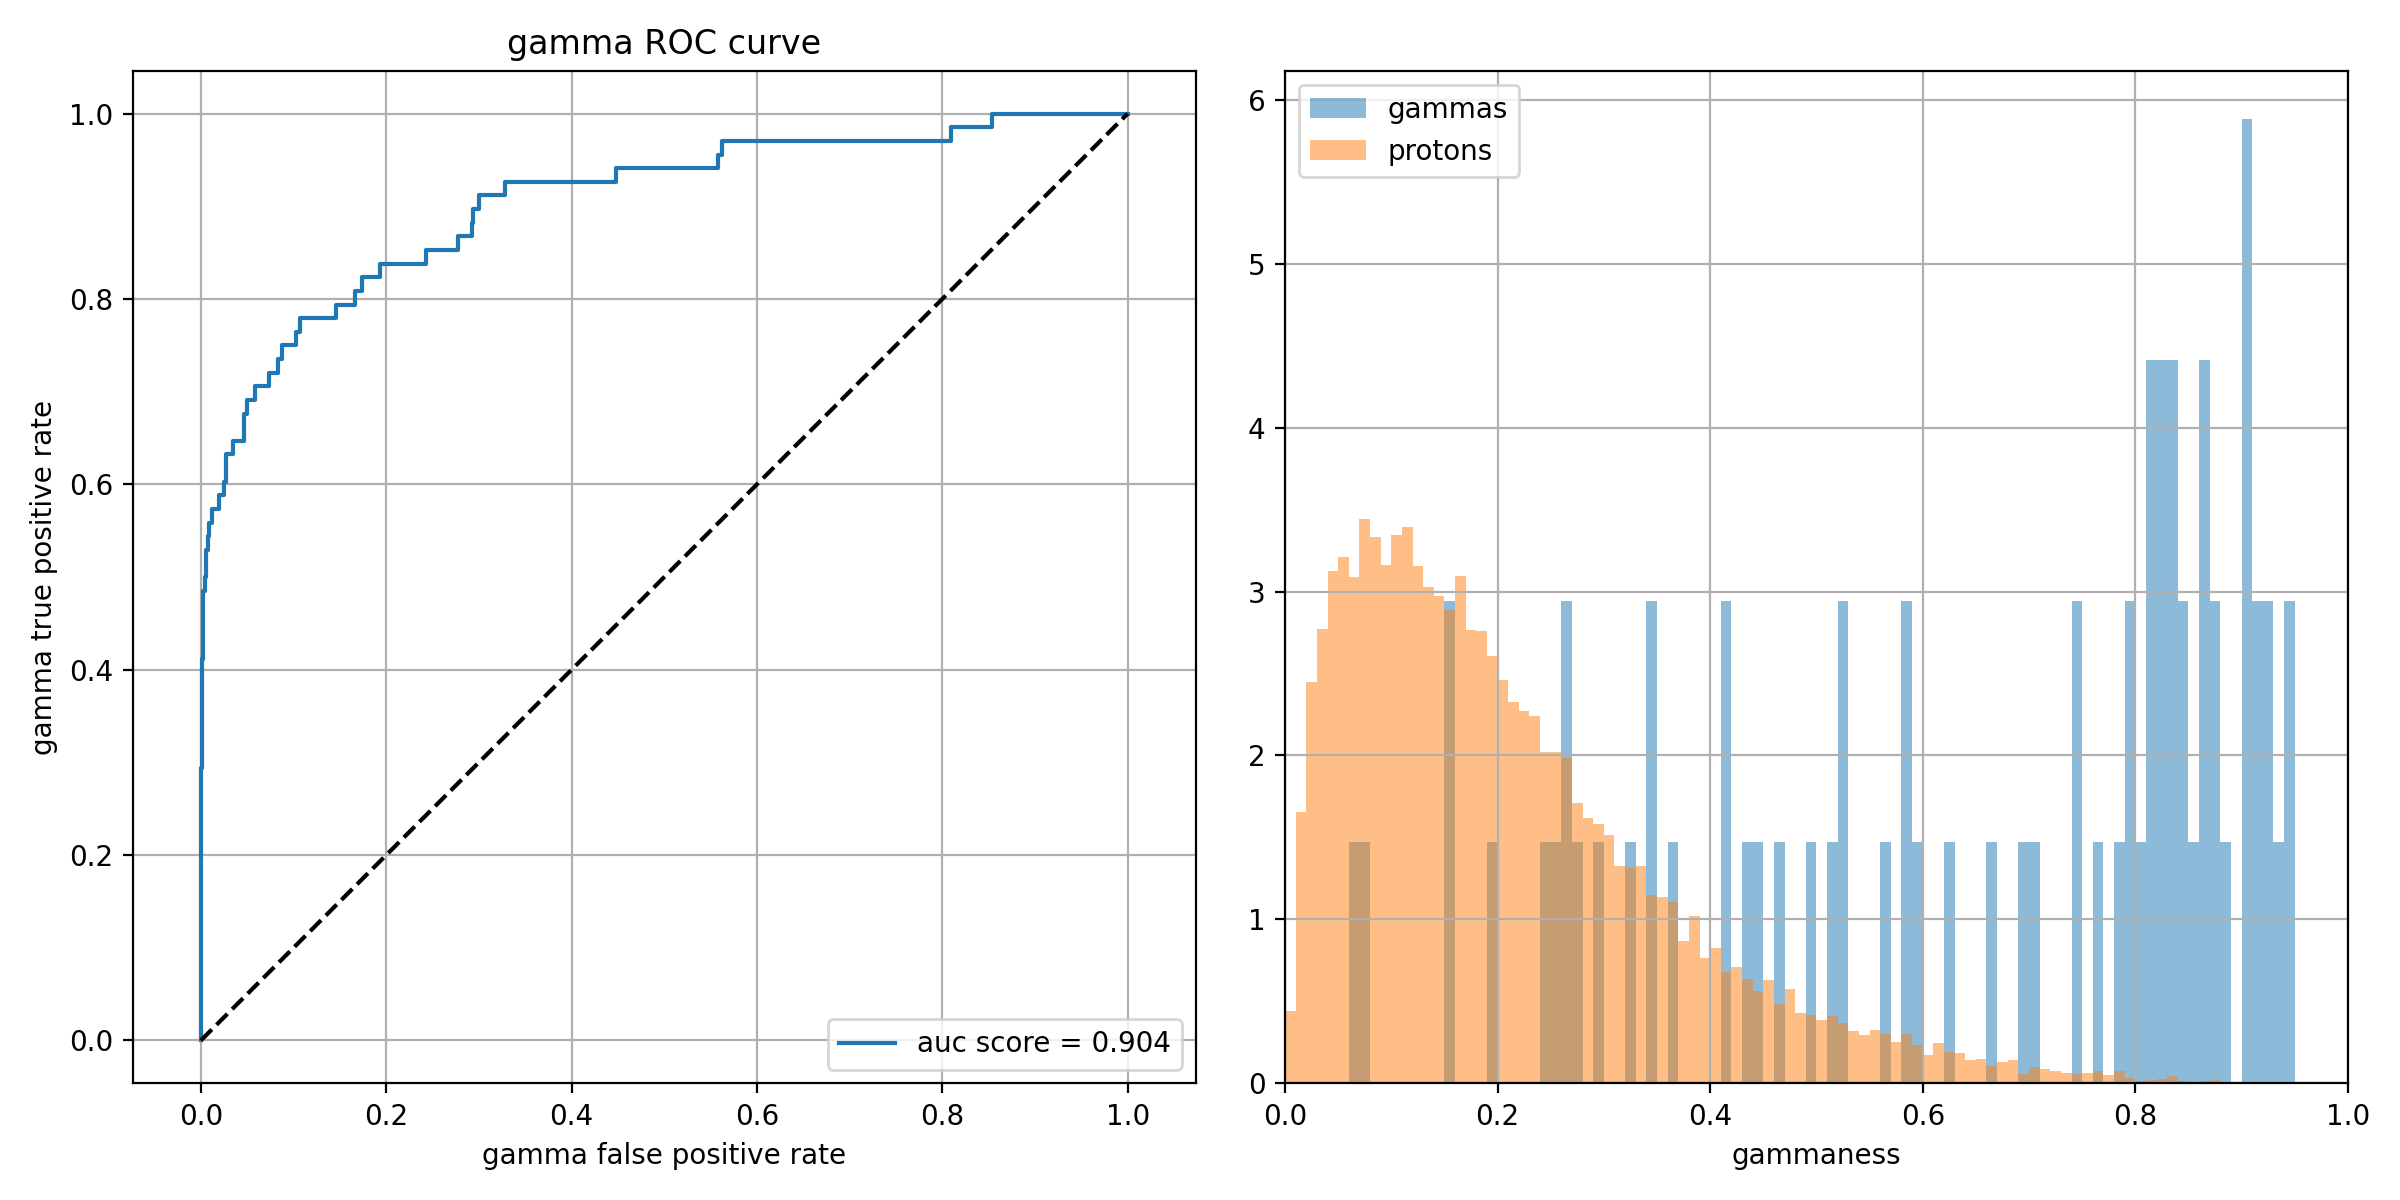 gamma ROC curve
1.0
0.8
0.6
0.4
0.2
0.0
gamma true positive rate
auc score = 0.904
0.0 0.2 0.4 0.6 0.8 1.0
gamma false positive rate
gammas
protons
6
5
4
3
2
1
0
0.0 0.2 0.4 0.6 0.8 1.0
gammaness